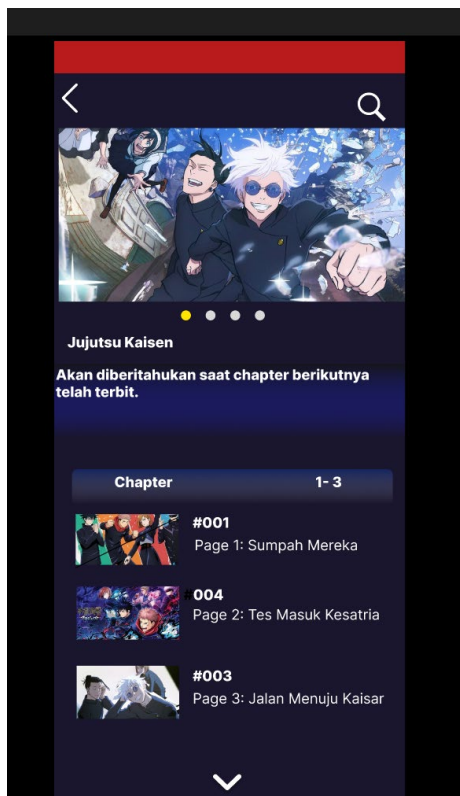 Jujutsu Kaisen
Akan diberitahukan saat chapter berikutnya
telah terbit.
Chapter 1- 3
#001
Page 1: Sumpah Mereka
#004
Page 2: Tes Masuk Kesatria
#003
Page 3: Jalan Menuju Kaisar